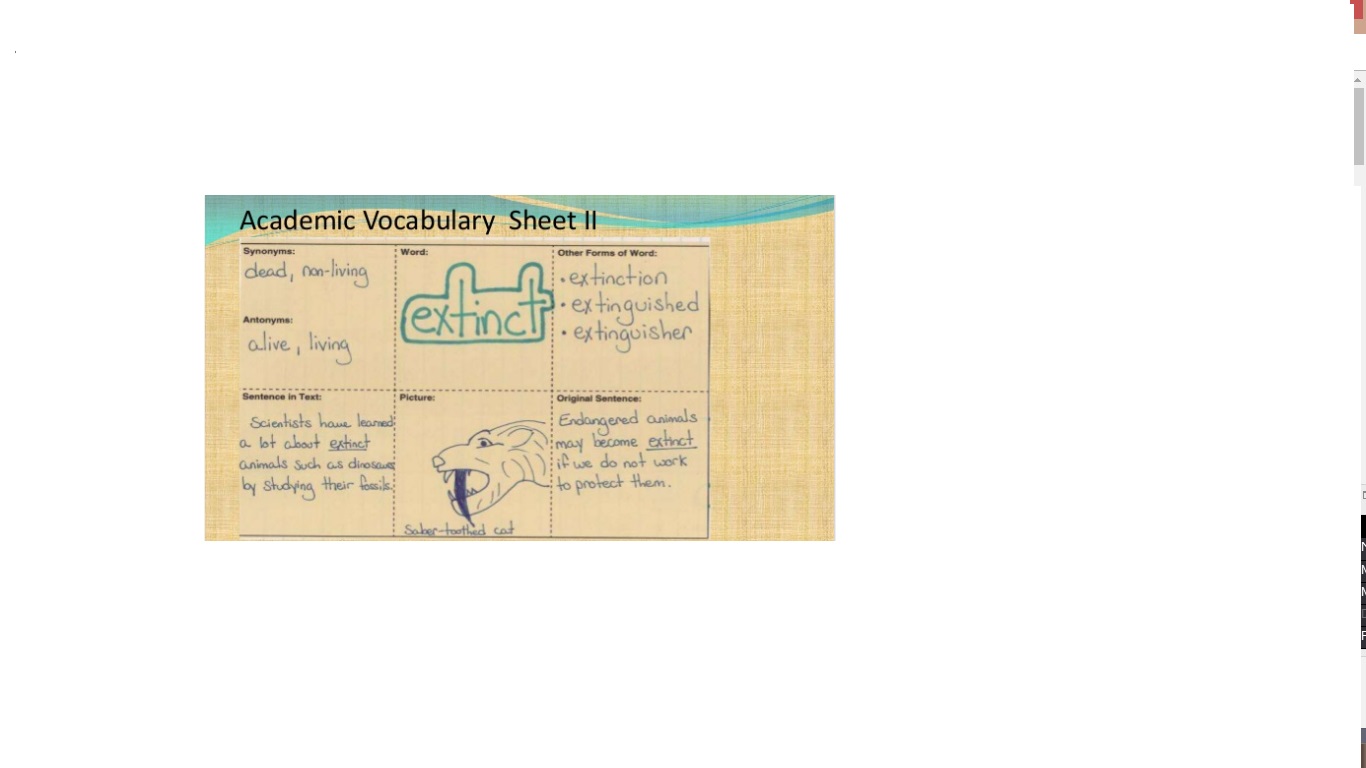 Academic Vocabulary Sheet II
Synonyms:
dead, non-living
Antonyms:
alive, living
Word:
extinct
Other Forms of Word:
• extinction
• extinguished
• extinguisher
Sentence in Text:
Scientists have learned
a lot about extinct
animals such as dinosaurs
by studying their fossils.
Picture:
Saber-toothed cat
Original Sentence:
Endangered animals
may become extinct
if we do not work
to protect them.